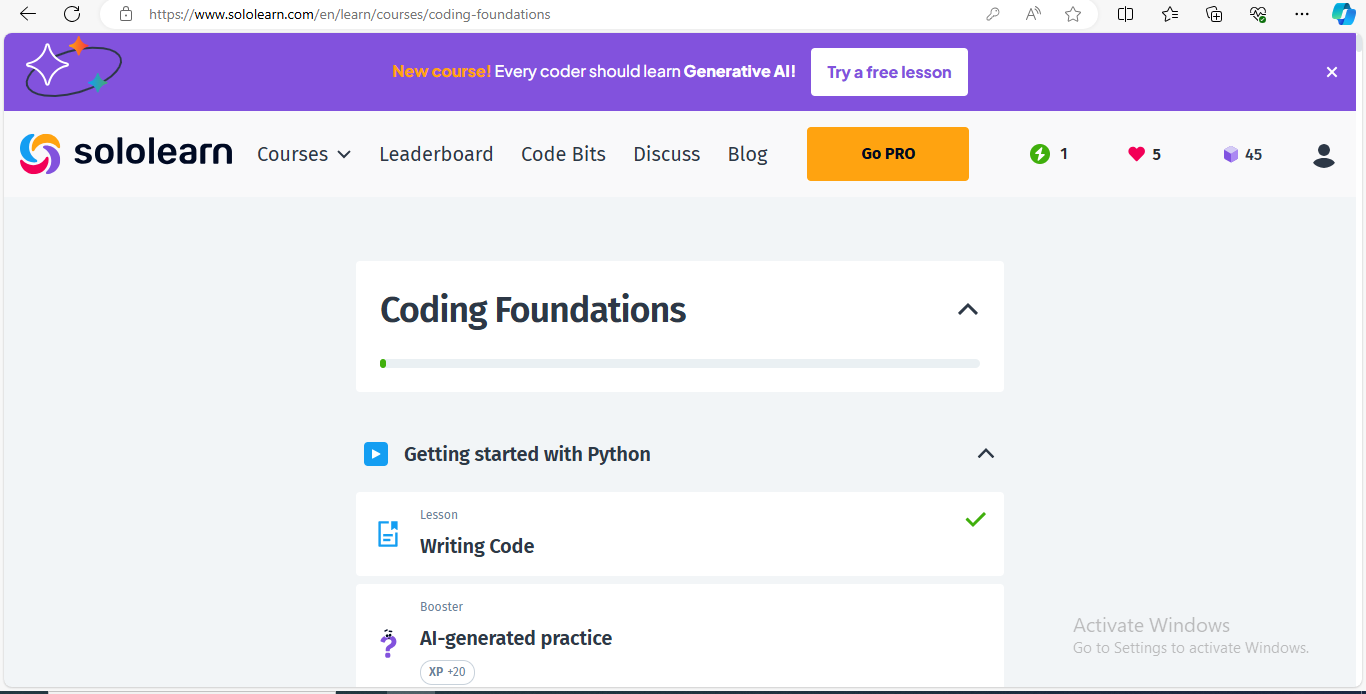 https://www.sololearn.com/en/learn/courses/coding-foundations
New course! Every coder should learn Generative AI!
Try a free lesson
sololearn
Courses
Leaderboard
Code Bits
Discuss
Blog
Go PRO
1
5
45
Coding Foundations
Getting started with Python
Lesson
Writing Code
Booster
AI-generated practice
XP +20
Activate Windows
Go to Settings to activate Windows.